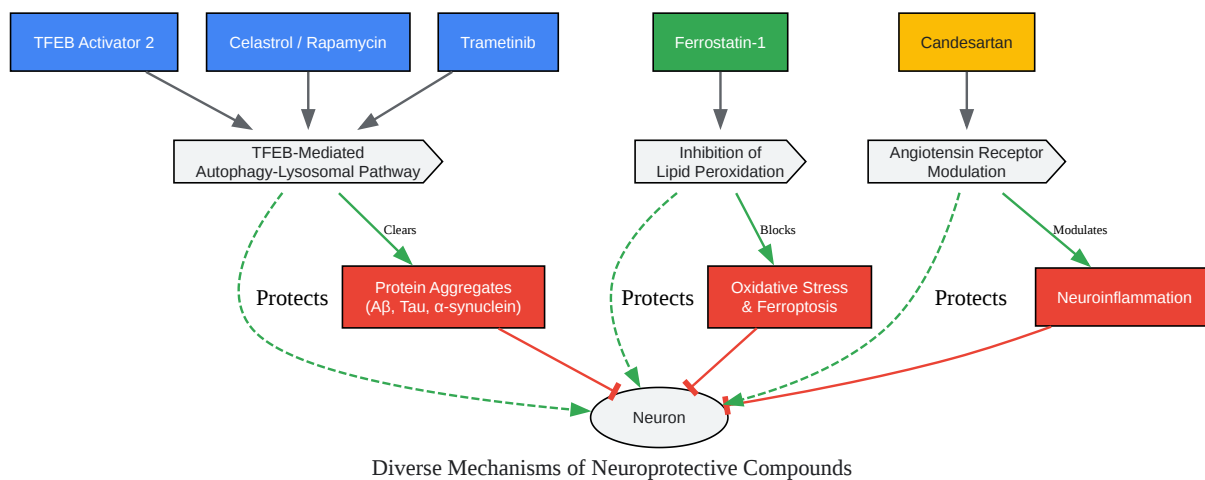 TFEB Activator 2
Celastrol / Rapamycin
Trametinib
Ferrostatin-1
Candesartan
TFEB-Mediated
Autophagy-Lysosomal Pathway
Inhibition of
Lipid Peroxidation
Angiotensin Receptor
Modulation
Clears
Blocks
Modulates
Protects
Protein Aggregates
(Aβ, Tau, α-synuclein)
Protects
Oxidative Stress
& Ferroptosis
Protects
Neuroinflammation
Neuron
Diverse Mechanisms of Neuroprotective Compounds